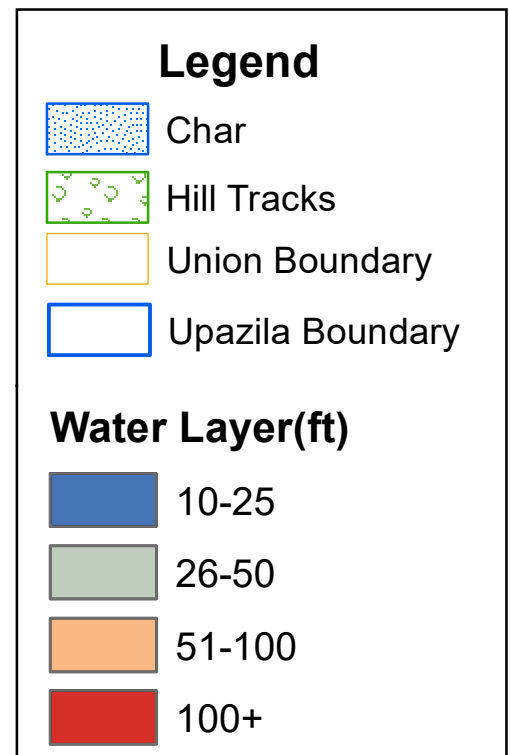 Legend
Char
Hill Tracks
Union Boundary
Upazila Boundary
Water Layer(ft)
10-25
26-50
51-100
100+